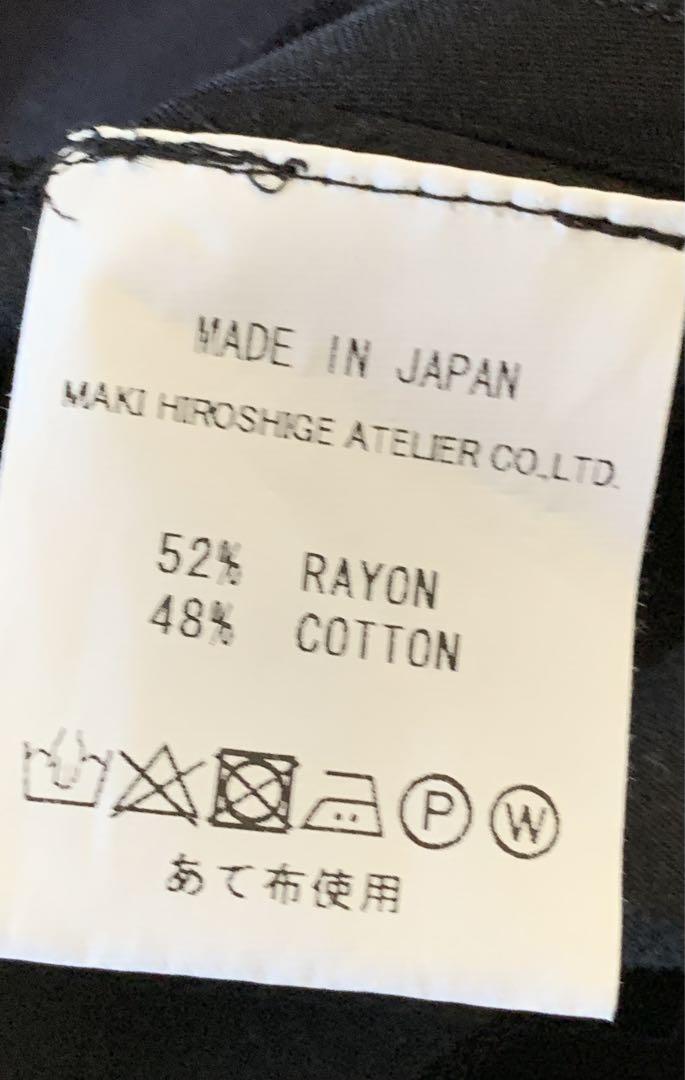 MADE IN JAPAN
MAKI HIROSHIGE ATELIER CO.,LTD.
52% RAYON
48% COTTON
P W
あて布使用